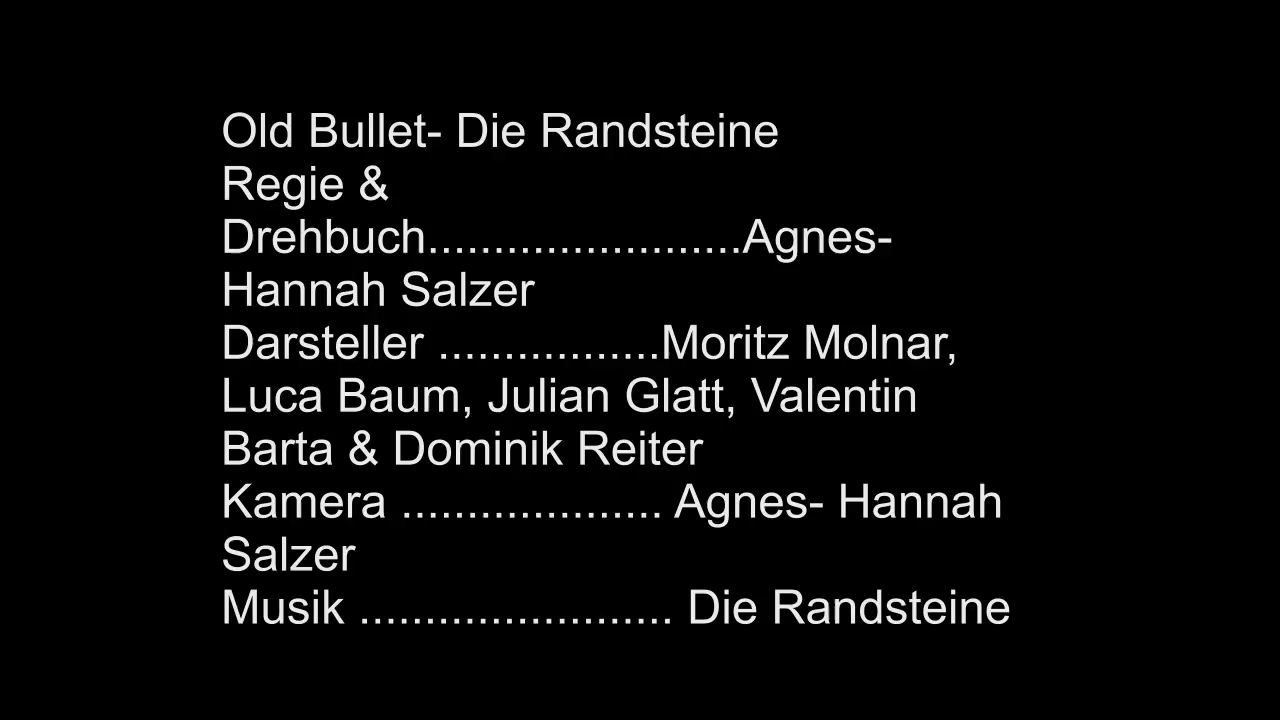 Old Bullet- Die Randsteine
Regie &
Drehbuch........................Agnes-
Hannah Salzer
Darsteller .................Moritz Molnar,
Luca Baum, Julian Glatt, Valentin
Barta & Dominik Reiter
Kamera .................... Agnes- Hannah
Salzer
Musik ........................ Die Randsteine